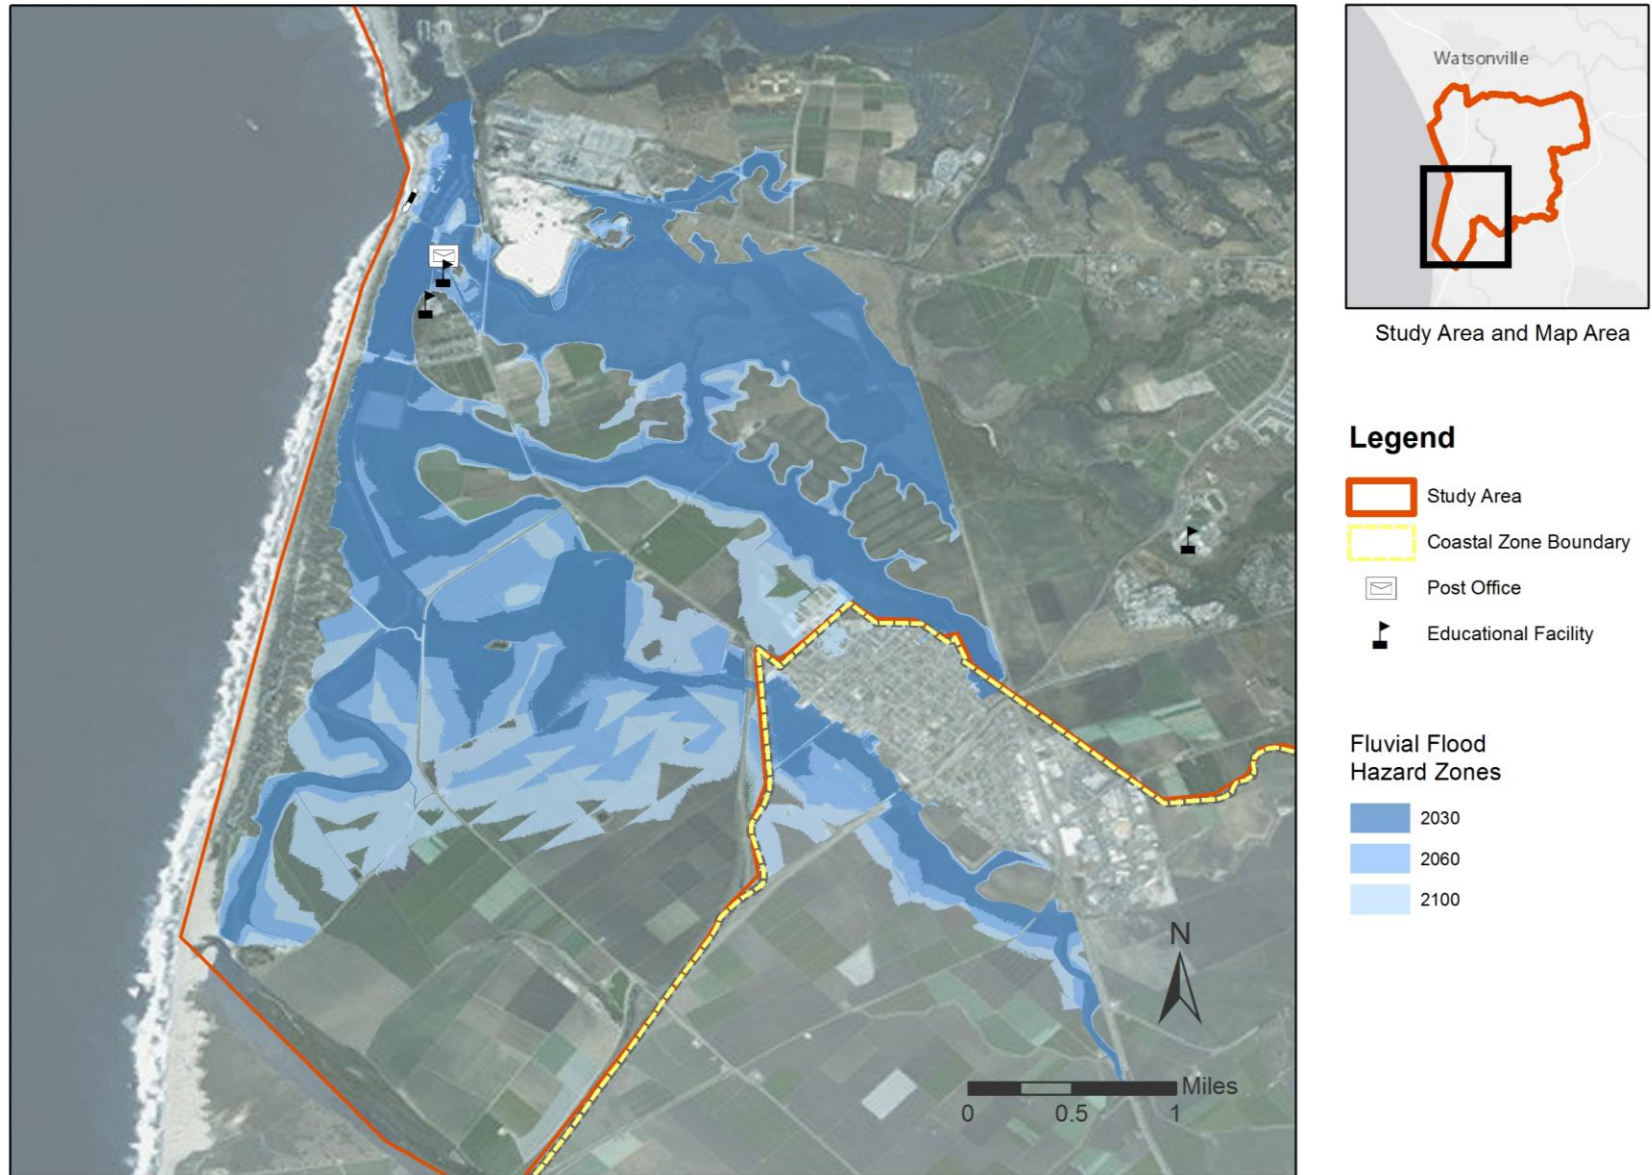 Watsonville
Study Area and Map Area
Legend
Study Area
Coastal Zone Boundary
Post Office
Educational Facility
Fluvial Flood
Hazard Zones
2030
2060
2100
N
Miles
0 0.5 1